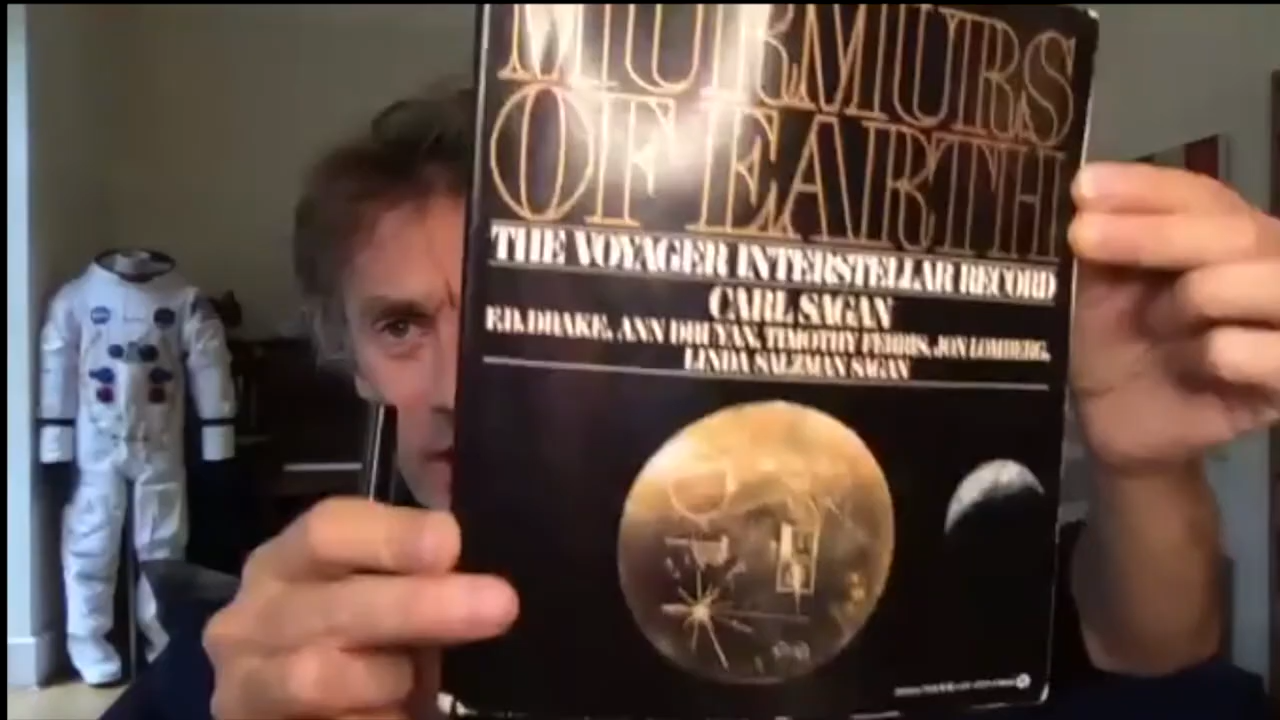 MURMURS
OF EARTH
THE VOYAGER INTERSTELLAR RECORD
CARL SAGAN
F.D. DRAKE, ANN DRUYAN, TIMOTHY FERRIS, JON LOMBERG,
LINDA SALZMAN SAGAN